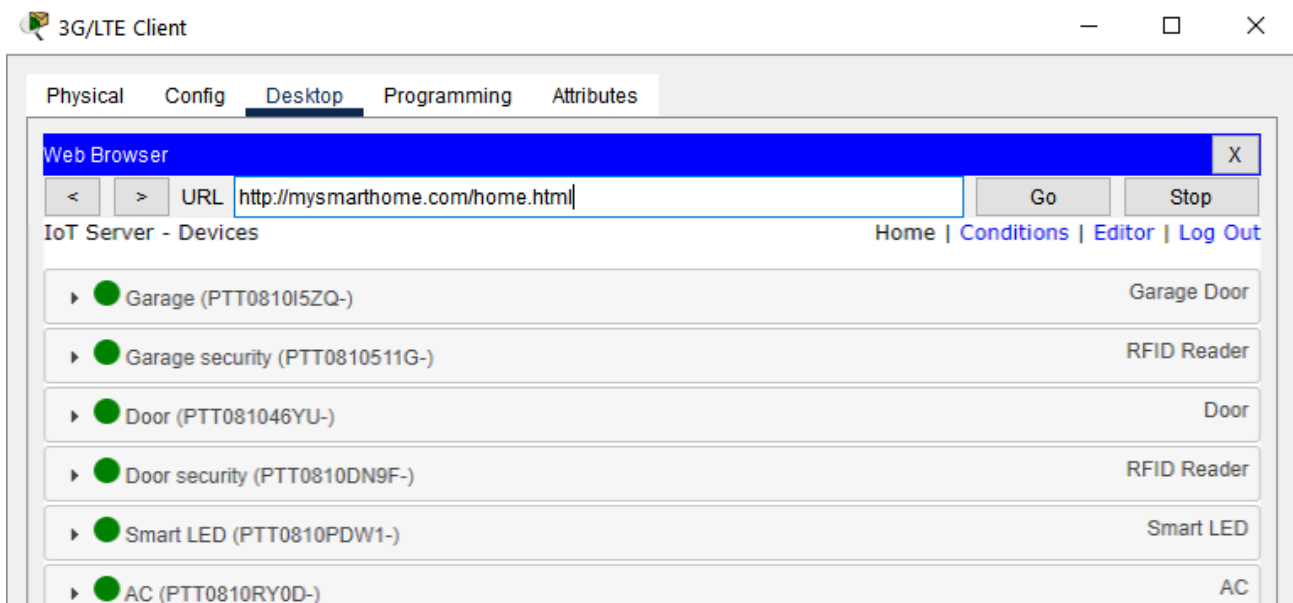 3G/LTE Client
Physical Config Desktop Programming Attributes
Web Browser X
< > URL http://mysmarthome.com/home.html Go Stop
IoT Server - Devices Home | Conditions | Editor | Log Out
Garage (PTT0810I5ZQ-) Garage Door
Garage security (PTT0810511G-) RFID Reader
Door (PTT081046YU-) Door
Door security (PTT0810DN9F-) RFID Reader
Smart LED (PTT0810PDW1-) Smart LED
AC (PTT0810RY0D-) AC